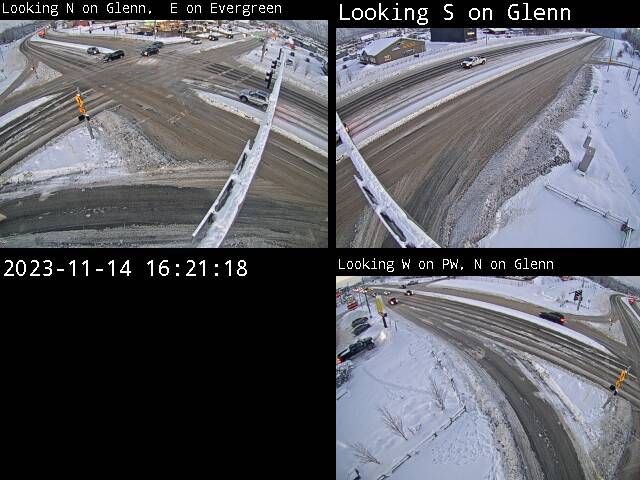 Looking N on Glenn,  E on Evergreen
Looking S on Glenn
2023-11-14 16:21:18
Looking W on PW, N on Glenn